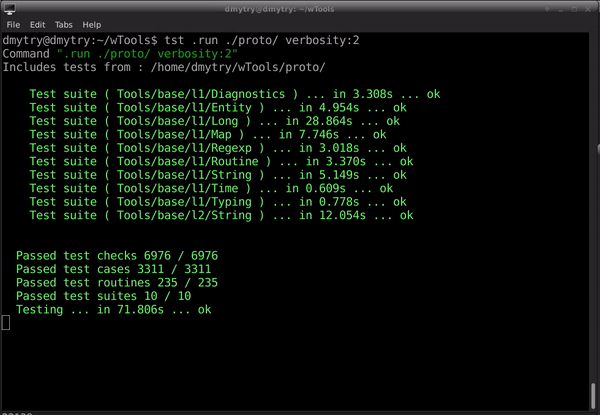 dmytry@dmytry:~/wTools
File Edit Tabs Help
dmytry@dmytry:~/wTools$ tst .run ./proto/ verbosity:2
Command ".run ./proto/ verbosity:2"
Includes tests from : /home/dmytry/wTools/proto/
Test suite ( Tools/base/l1/Diagnostics ) ... in 3.308s ... ok
Test suite ( Tools/base/l1/Entity ) ... in 4.954s ... ok
Test suite ( Tools/base/l1/Long ) ... in 28.864s ... ok
Test suite ( Tools/base/l1/Map ) ... in 7.746s ... ok
Test suite ( Tools/base/l1/Regexp ) ... in 3.018s ... ok
Test suite ( Tools/base/l1/Routine ) ... in 3.370s ... ok
Test suite ( Tools/base/l1/String ) ... in 5.149s ... ok
Test suite ( Tools/base/l1/Time ) ... in 0.609s ... ok
Test suite ( Tools/base/l1/Typing ) ... in 0.778s ... ok
Test suite ( Tools/base/l2/String ) ... in 12.054s ... ok
Passed test checks 6976 / 6976
Passed test cases 3311 / 3311
Passed test routines 235 / 235
Passed test suites 10 / 10
Testing ... in 71.806s ... ok